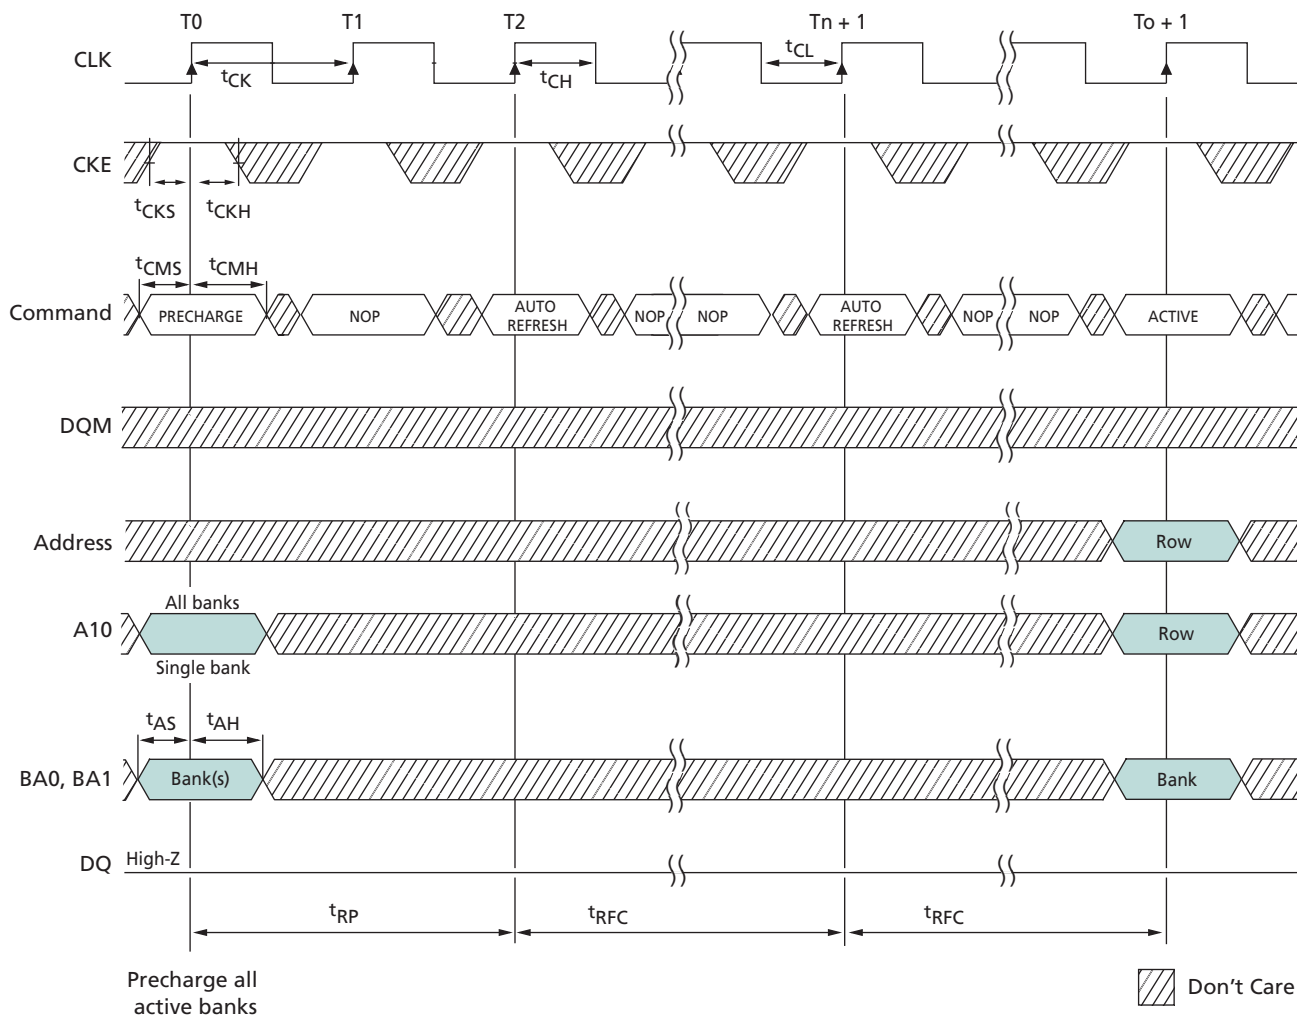 T0 T1 T2 Tn + 1 To + 1
CLK
tCK tCH tCL
CKE
tCKS tCKH
tCMS tCMH
Command PRECHARGE NOP AUTO REFRESH NOP NOP AUTO REFRESH NOP NOP ACTIVE
DQM
Address Row
All banks
A10 Row
Single bank
tAS tAH
BA0, BA1 Bank(s) Bank
DQ High-Z
tRP tRFC tRFC
Precharge all
active banks
Don't Care